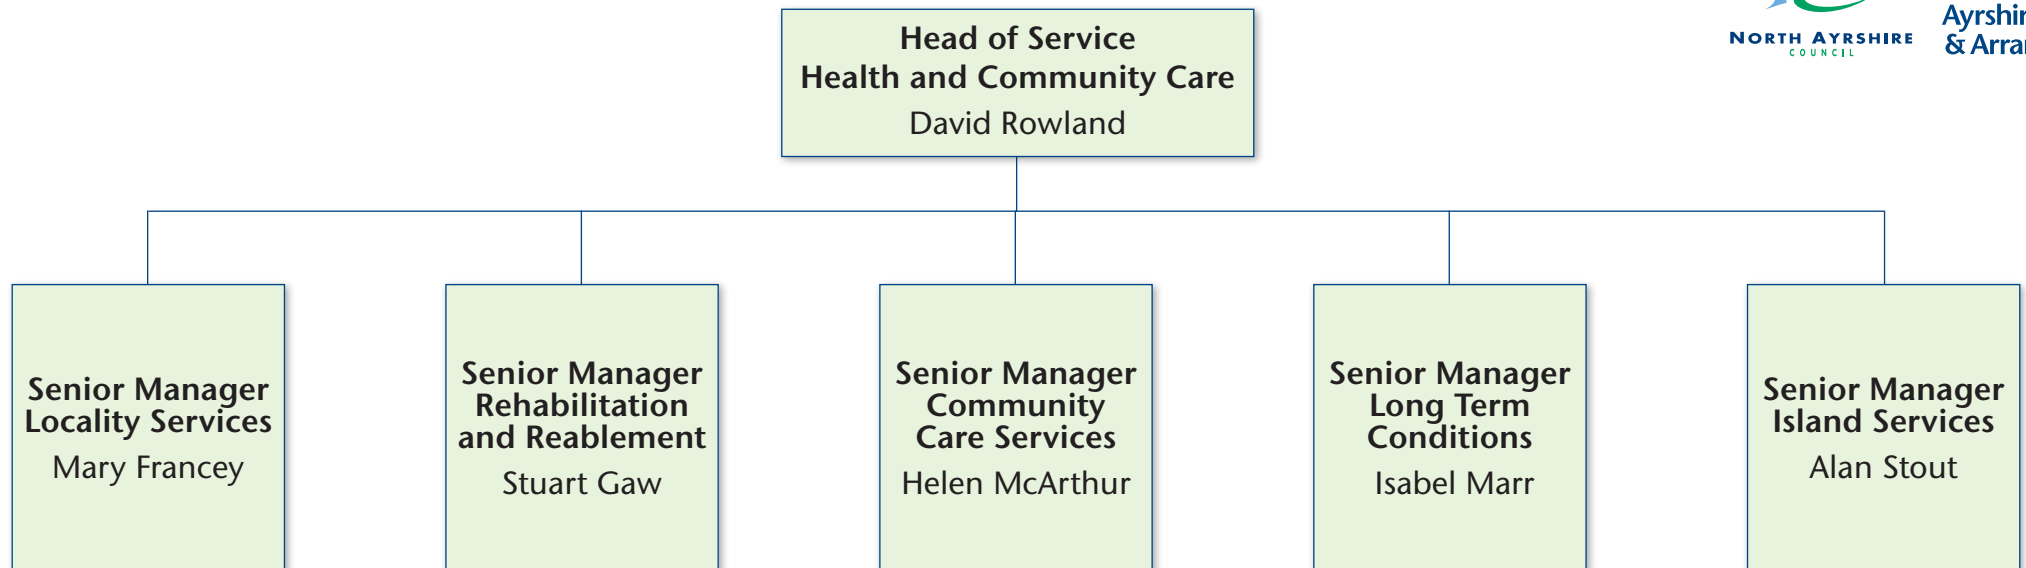 NORTH AYRSHIRE
COUNCIL
& Arran
Head of Service
Health and Community Care
David Rowland
Senior Manager
Locality Services
Mary Francey
Senior Manager
Rehabilitation
and Reablement
Stuart Gaw
Senior Manager
Community
Care Services
Helen McArthur
Senior Manager
Long Term
Conditions
Isabel Marr
Senior Manager
Island Services
Alan Stout